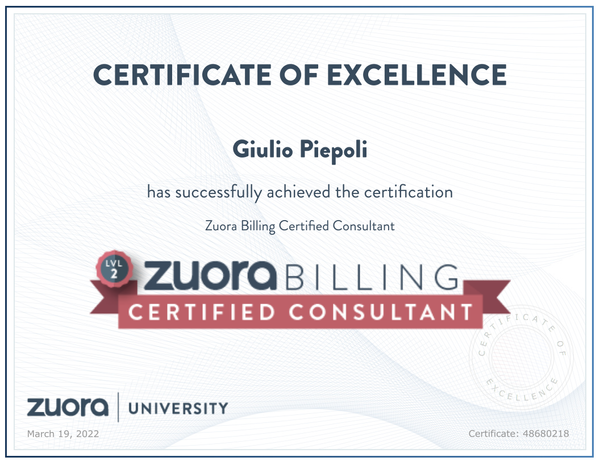 CERTIFICATE OF EXCELLENCE
Giulio Piepoli
has successfully achieved the certification
Zuora Billing Certified Consultant
LVL
2
zuora BILLING
CERTIFIED CONSULTANT
CERTIFICATE OF
EXCELLENCE
zuora UNIVERSITY
March 19, 2022
Certificate: 48680218